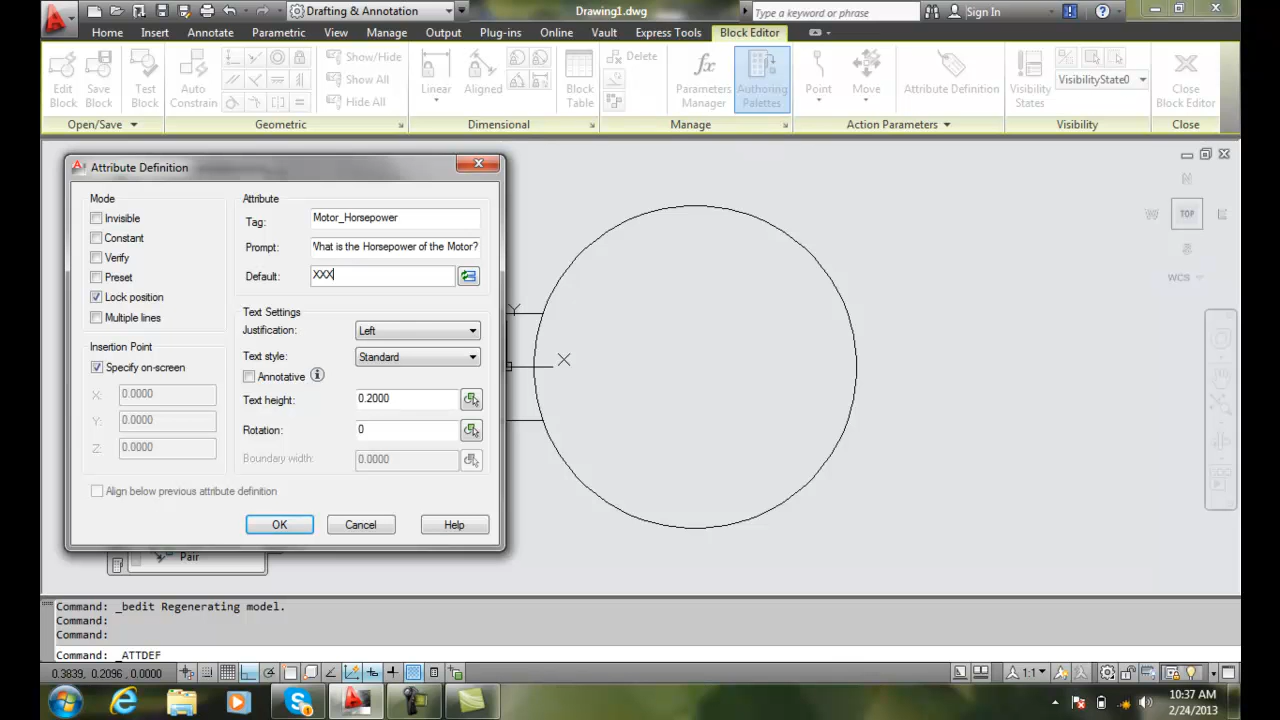 Drafting & Annotation
Drawing1.dwg
Type a keyword or phrase
Sign In
Home Insert Annotate Parametric View Manage Output Plug-ins Online Vault Express Tools Block Editor
Edit Block
Save Block
Test Block
Auto Constrain
Show/Hide
Show All
Hide All
Linear
Aligned
Block Table
Delete
Parameters Manager
Authoring Palettes
Point
Move
Attribute Definition
Visibility States
VisibilityState0
Close Block Editor
Open/Save Geometric Dimensional Manage Action Parameters Visibility Close
Attribute Definition
Mode
Invisible
Constant
Verify
Preset
Lock position
Multiple lines
Insertion Point
Specify on-screen
X: 0.0000
Y: 0.0000
Z: 0.0000
Attribute
Tag: Motor_Horsepower
Prompt: What is the Horsepower of the Motor?
Default: XXX
Text Settings
Justification: Left
Text style: Standard
Annotative
Text height: 0.2000
Rotation: 0
Boundary width: 0.0000
Align below previous attribute definition
OK Cancel Help
Pair
Y
X
N
W TOP E
S
WCS
Command: _bedit Regenerating model.
Command:
Command:
Command: _ATTDEF
0.3839, 0.2096, 0.0000
1:1
10:37 AM
2/24/2013